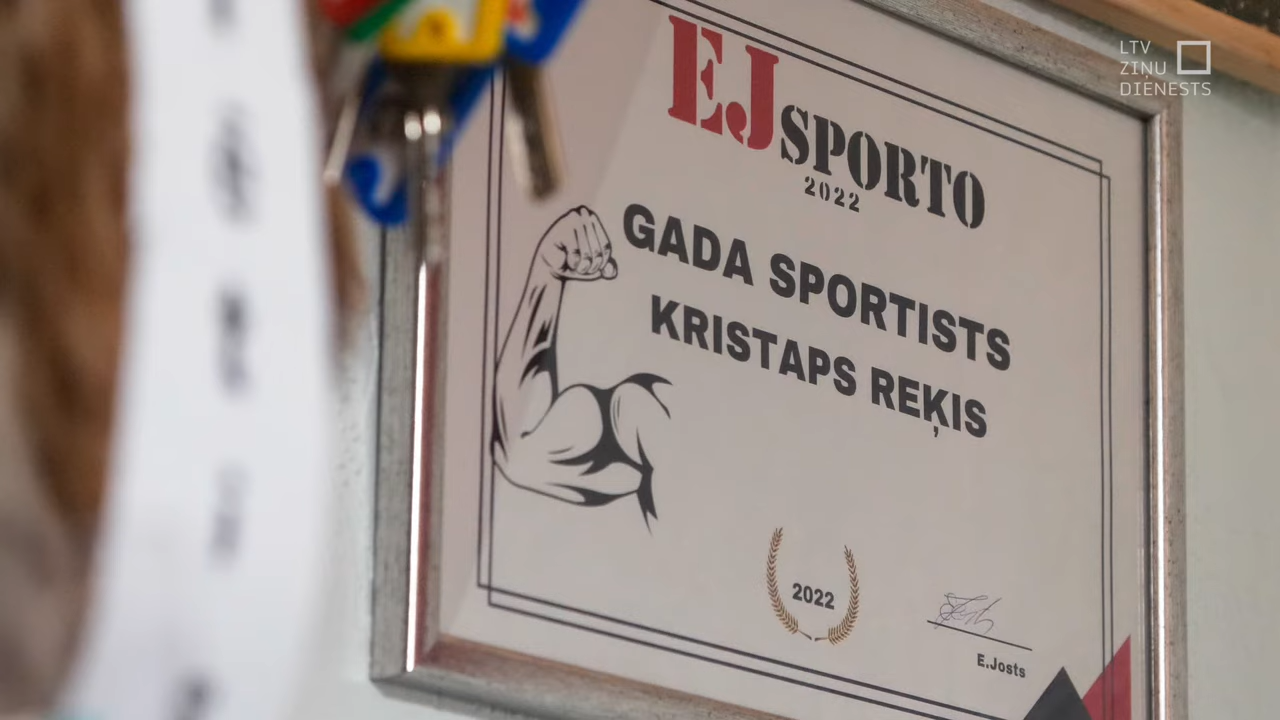 LTV
ZIŅU
DIENESTS
EJ SPORTO
2022
GADA SPORTISTS
KRISTAPS REĶIS
2022
E.Josts